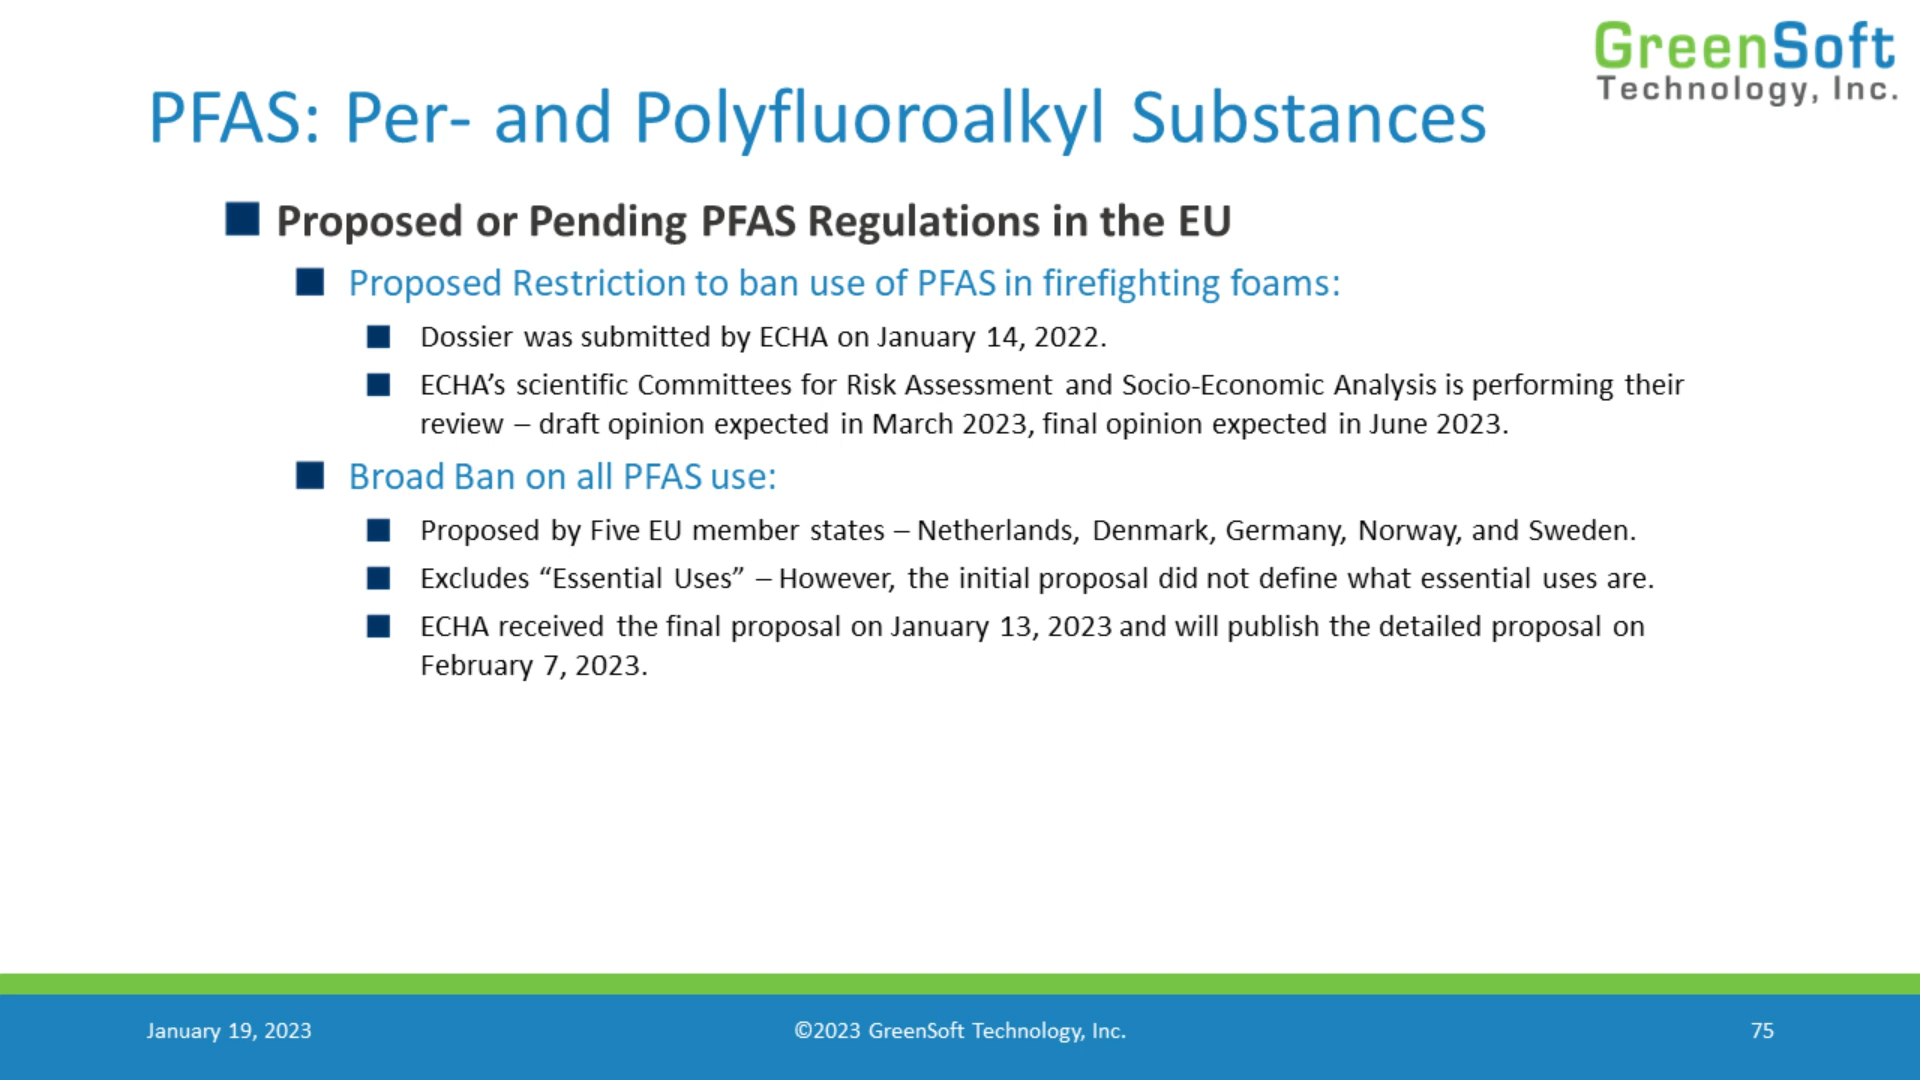 GreenSoft
Technology, Inc.
PFAS: Per- and Polyfluoroalkyl Substances
Proposed or Pending PFAS Regulations in the EU
Proposed Restriction to ban use of PFAS in firefighting foams:
Dossier was submitted by ECHA on January 14, 2022.
ECHA’s scientific Committees for Risk Assessment and Socio-Economic Analysis is performing their
review – draft opinion expected in March 2023, final opinion expected in June 2023.
Broad Ban on all PFAS use:
Proposed by Five EU member states – Netherlands, Denmark, Germany, Norway, and Sweden.
Excludes “Essential Uses” – However, the initial proposal did not define what essential uses are.
ECHA received the final proposal on January 13, 2023 and will publish the detailed proposal on
February 7, 2023.
January 19, 2023
©2023 GreenSoft Technology, Inc.
75